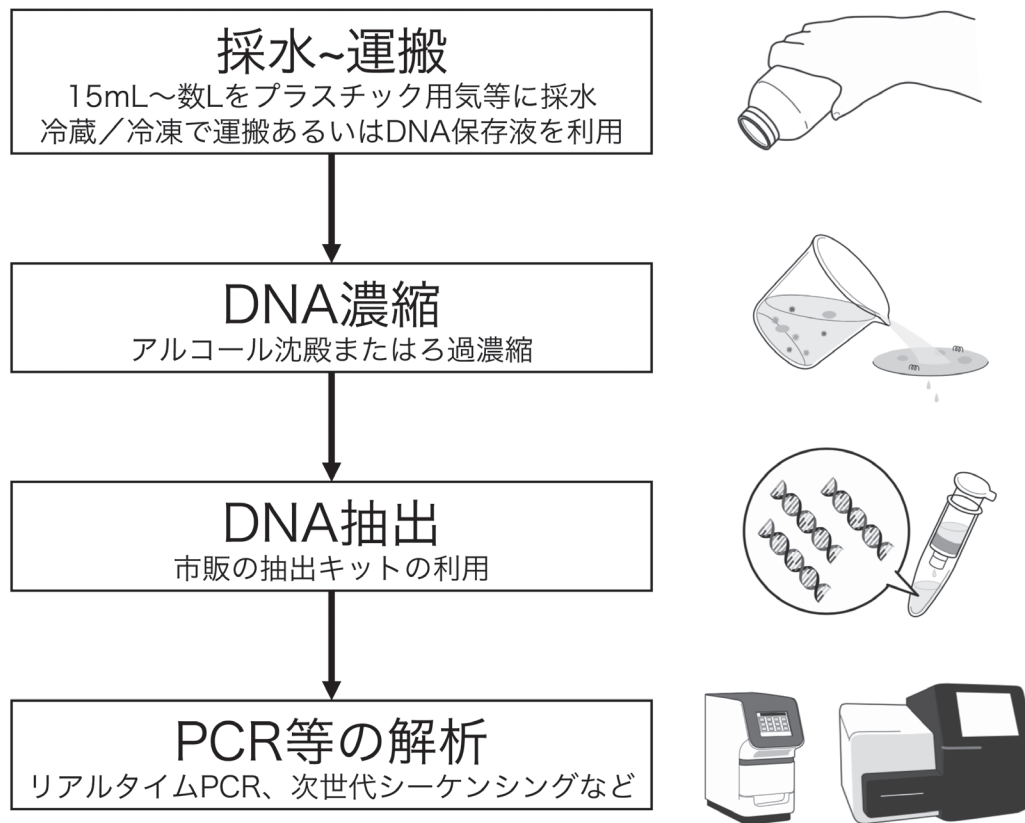 採水~運搬
15mL〜数Lをプラスチック用気等に採水
冷蔵／冷凍で運搬あるいはDNA保存液を利用
DNA濃縮
アルコール沈殿またはろ過濃縮
DNA抽出
市販の抽出キットの利用
PCR等の解析
リアルタイムPCR、次世代シーケンシングなど